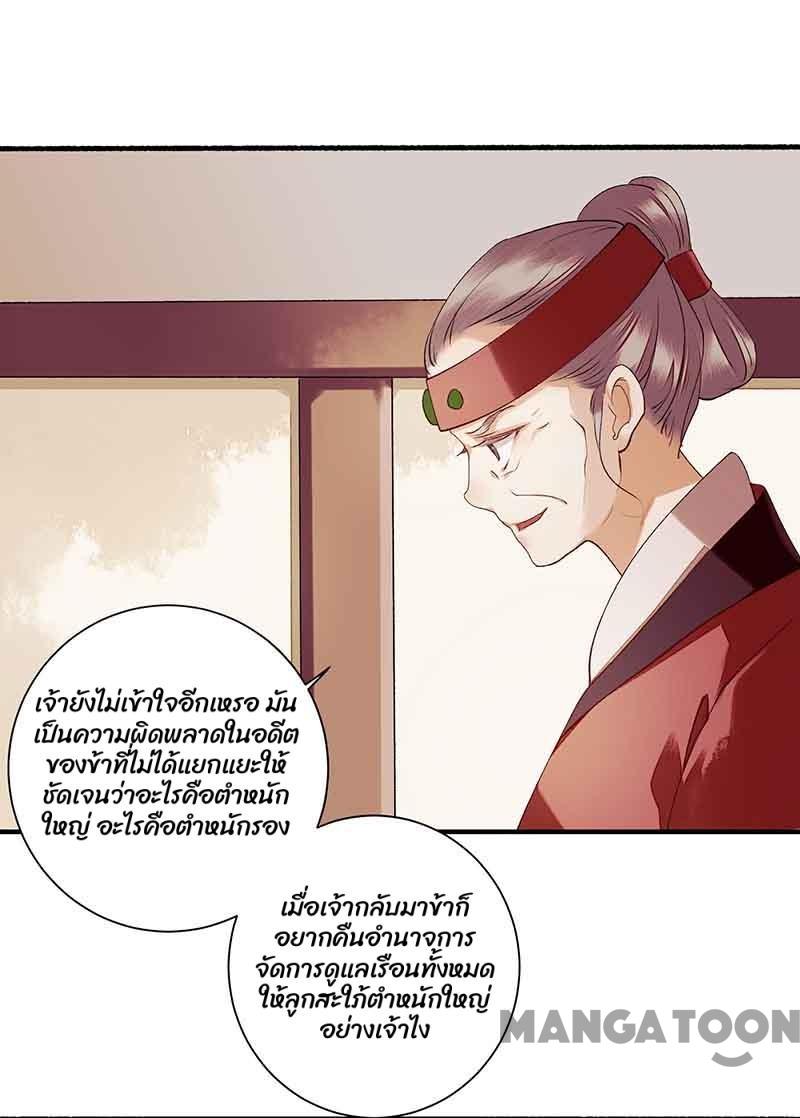 เจ้ายังไม่เข้าใจอีกเหรอ มัน
เป็นความผิดพลาดในอดีต
ของข้าที่ไม่ได้แยกแยะให้
ชัดเจนว่าอะไรคือตำหนัก
ใหญ่ อะไรคือตำหนักรอง
เมื่อเจ้ากลับมาข้าก็
อยากคืนอำนาจการ
จัดการดูแลเรือนทั้งหมด
ให้ลูกสะใภ้ตำหนักใหญ่
อย่างเจ้าไง
MANGATOON